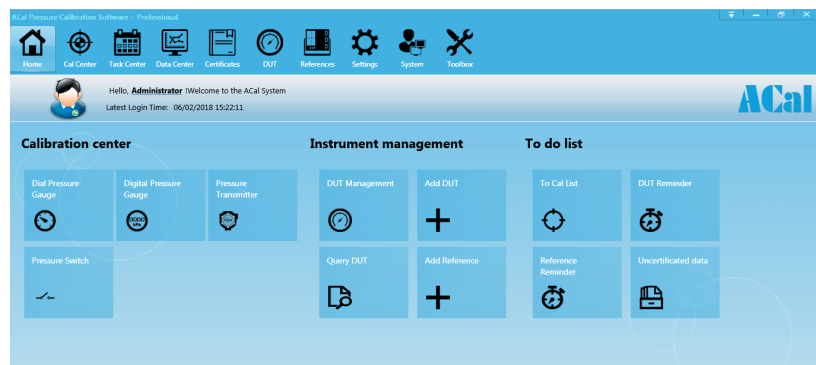 ACal Pressure Calibration Software - Professional
Home
Cal Center
Task Center
Data Center
Certificates
DUT
References
Settings
System
Toolbox
Hello, Administrator !Welcome to the ACal System
Latest Login Time: 06/02/2018 15:22:11
ACal
Calibration center
Instrument management
To do list
Dial Pressure
Gauge
Digital Pressure
Gauge
Pressure
Transmitter
DUT Management
Add DUT
To Cal List
DUT Reminder
Pressure Switch
Query DUT
Add Reference
Reference
Reminder
Uncertificated data